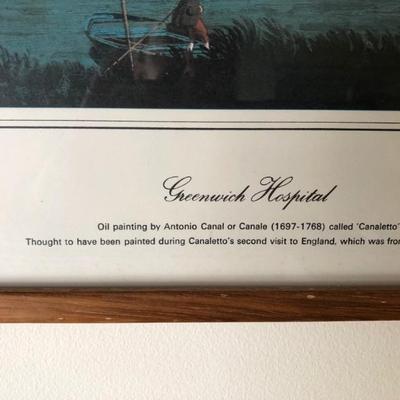 Greenwich Hospital
Oil painting by Antonio Canal or Canale (1697-1768) called 'Canaletto'
Thought to have been painted during Canaletto's second visit to England, which was from